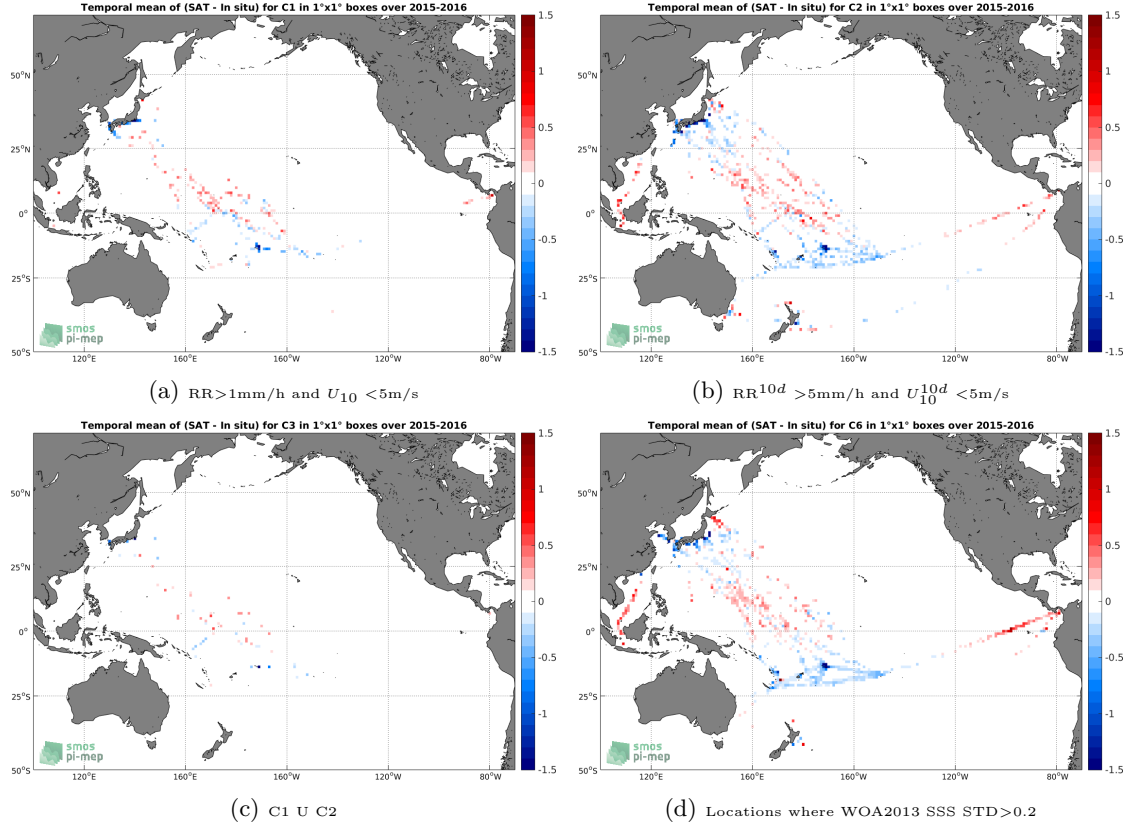 Temporal mean of (SAT - In situ) for C1 in 1°x1° boxes over 2015-2016
1.5
1
0.5
0
-0.5
-1
-1.5
50°N
25°N
0°
25°S
50°S
120°E
160°E
160°W
120°W
80°W
smos
pi-mep
(a) RR>1mm/h and U10 <5m/s
Temporal mean of (SAT - In situ) for C2 in 1°x1° boxes over 2015-2016
1.5
1
0.5
0
-0.5
-1
-1.5
50°N
25°N
0°
25°S
50°S
120°E
160°E
160°W
120°W
80°W
smos
pi-mep
(b) RR^10d >5mm/h and U10^10d <5m/s
Temporal mean of (SAT - In situ) for C3 in 1°x1° boxes over 2015-2016
1.5
1
0.5
0
-0.5
-1
-1.5
50°N
25°N
0°
25°S
50°S
120°E
160°E
160°W
120°W
80°W
smos
pi-mep
(c) C1 U C2
Temporal mean of (SAT - In situ) for C6 in 1°x1° boxes over 2015-2016
1.5
1
0.5
0
-0.5
-1
-1.5
50°N
25°N
0°
25°S
50°S
120°E
160°E
160°W
120°W
80°W
smos
pi-mep
(d) Locations where WOA2013 SSS STD>0.2